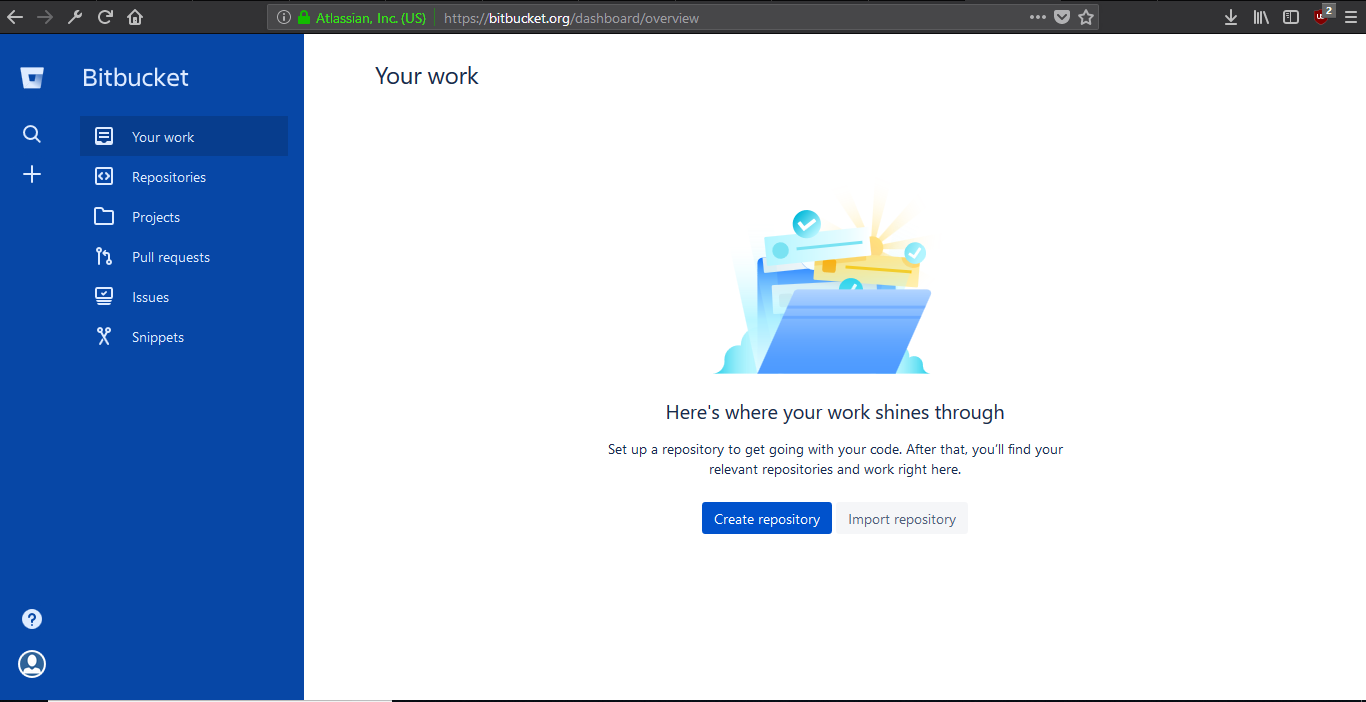 Atlassian, Inc. (US) https://bitbucket.org/dashboard/overview
2
Bitbucket
Your work
Repositories
Projects
Pull requests
Issues
Snippets
Your work
Here's where your work shines through
Set up a repository to get going with your code. After that, you'll find your
relevant repositories and work right here.
Create repository Import repository